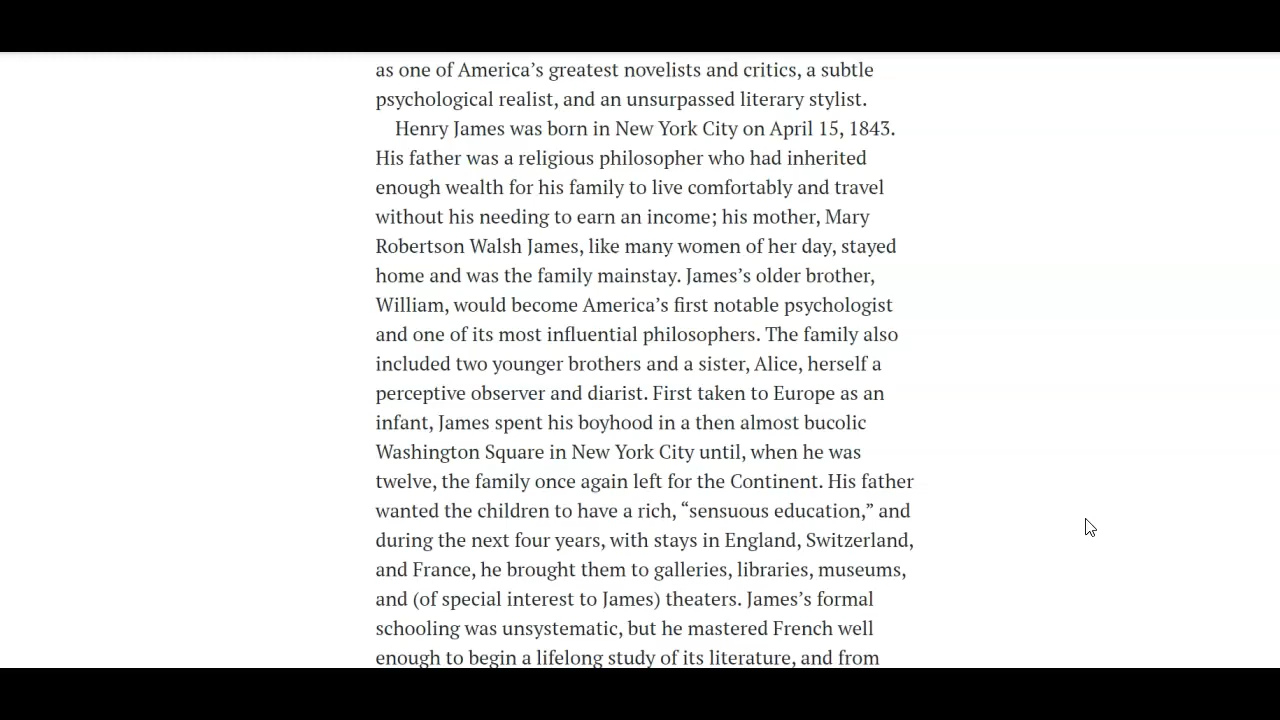 as one of America’s greatest novelists and critics, a subtle
psychological realist, and an unsurpassed literary stylist.
Henry James was born in New York City on April 15, 1843.
His father was a religious philosopher who had inherited
enough wealth for his family to live comfortably and travel
without his needing to earn an income; his mother, Mary
Robertson Walsh James, like many women of her day, stayed
home and was the family mainstay. James’s older brother,
William, would become America’s first notable psychologist
and one of its most influential philosophers. The family also
included two younger brothers and a sister, Alice, herself a
perceptive observer and diarist. First taken to Europe as an
infant, James spent his boyhood in a then almost bucolic
Washington Square in New York City until, when he was
twelve, the family once again left for the Continent. His father
wanted the children to have a rich, “sensuous education,” and
during the next four years, with stays in England, Switzerland,
and France, he brought them to galleries, libraries, museums,
and (of special interest to James) theaters. James’s formal
schooling was unsystematic, but he mastered French well
enough to begin a lifelong study of its literature, and from